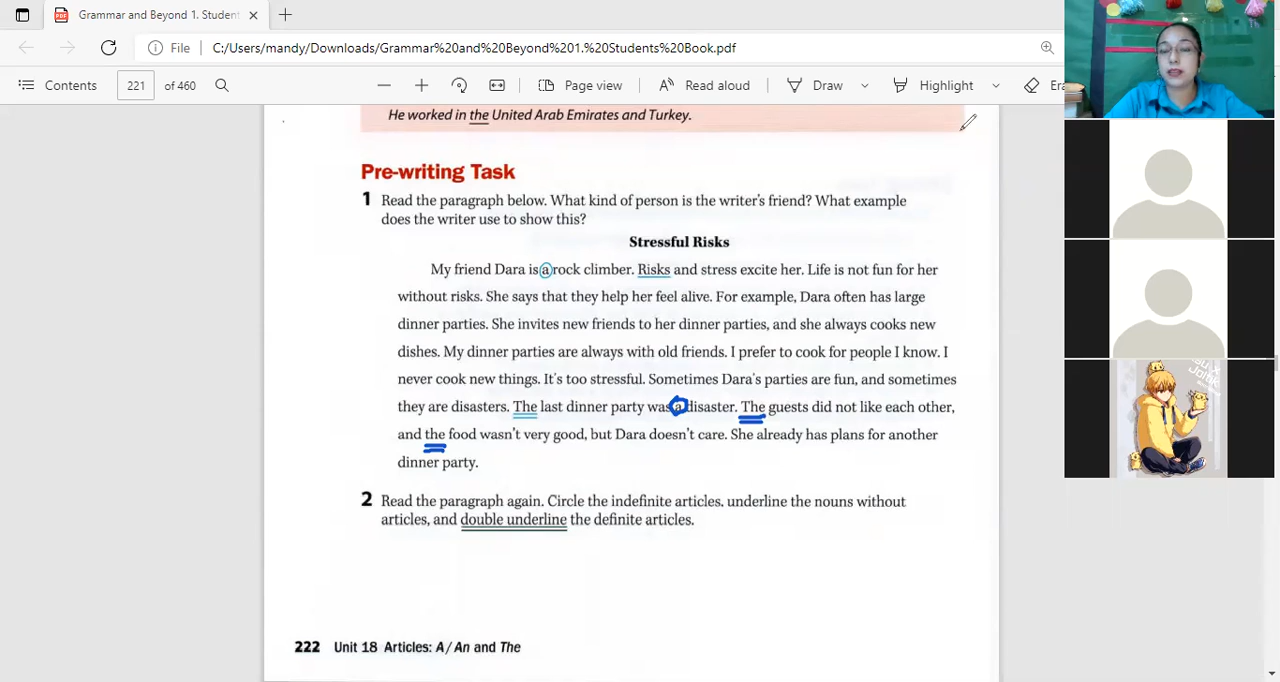 Grammar and Beyond 1. Student
File C:/Users/mandy/Downloads/Grammar%20and%20Beyond%201.%20Students%20Book.pdf
Contents 221 of 460 Page view Read aloud Draw Highlight Era
He worked in the United Arab Emirates and Turkey.
Pre-writing Task
1 Read the paragraph below. What kind of person is the writer's friend? What example
does the writer use to show this?
Stressful Risks
My friend Dara is a rock climber. Risks and stress excite her. Life is not fun for her
without risks. She says that they help her feel alive. For example, Dara often has large
dinner parties. She invites new friends to her dinner parties, and she always cooks new
dishes. My dinner parties are always with old friends. I prefer to cook for people I know. I
never cook new things. It's too stressful. Sometimes Dara's parties are fun, and sometimes
they are disasters. The last dinner party was a disaster. The guests did not like each other,
and the food wasn't very good, but Dara doesn't care. She already has plans for another
dinner party.
2 Read the paragraph again. Circle the indefinite articles. underline the nouns without
articles, and double underline the definite articles.
222 Unit 18 Articles: A/An and The